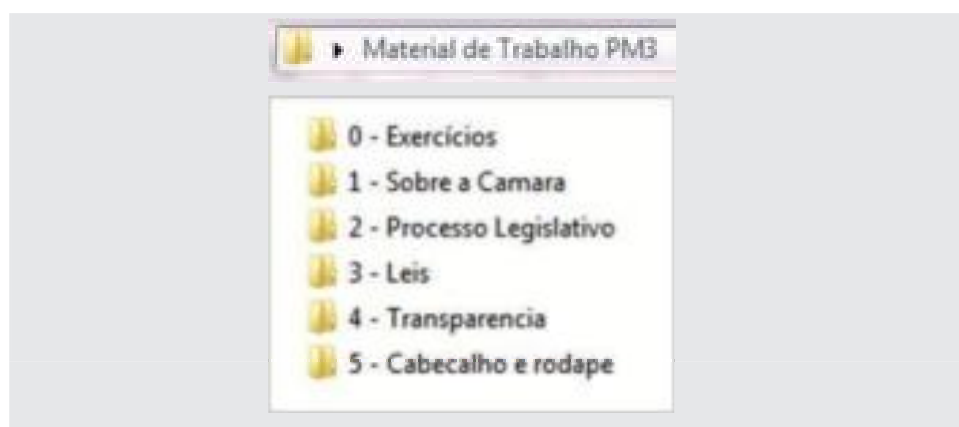 Material de Trabalho PM3
0 - Exercícios
1 - Sobre a Camara
2 - Processo Legislativo
3 - Leis
4 - Transparencia
5 - Cabecalho e rodape